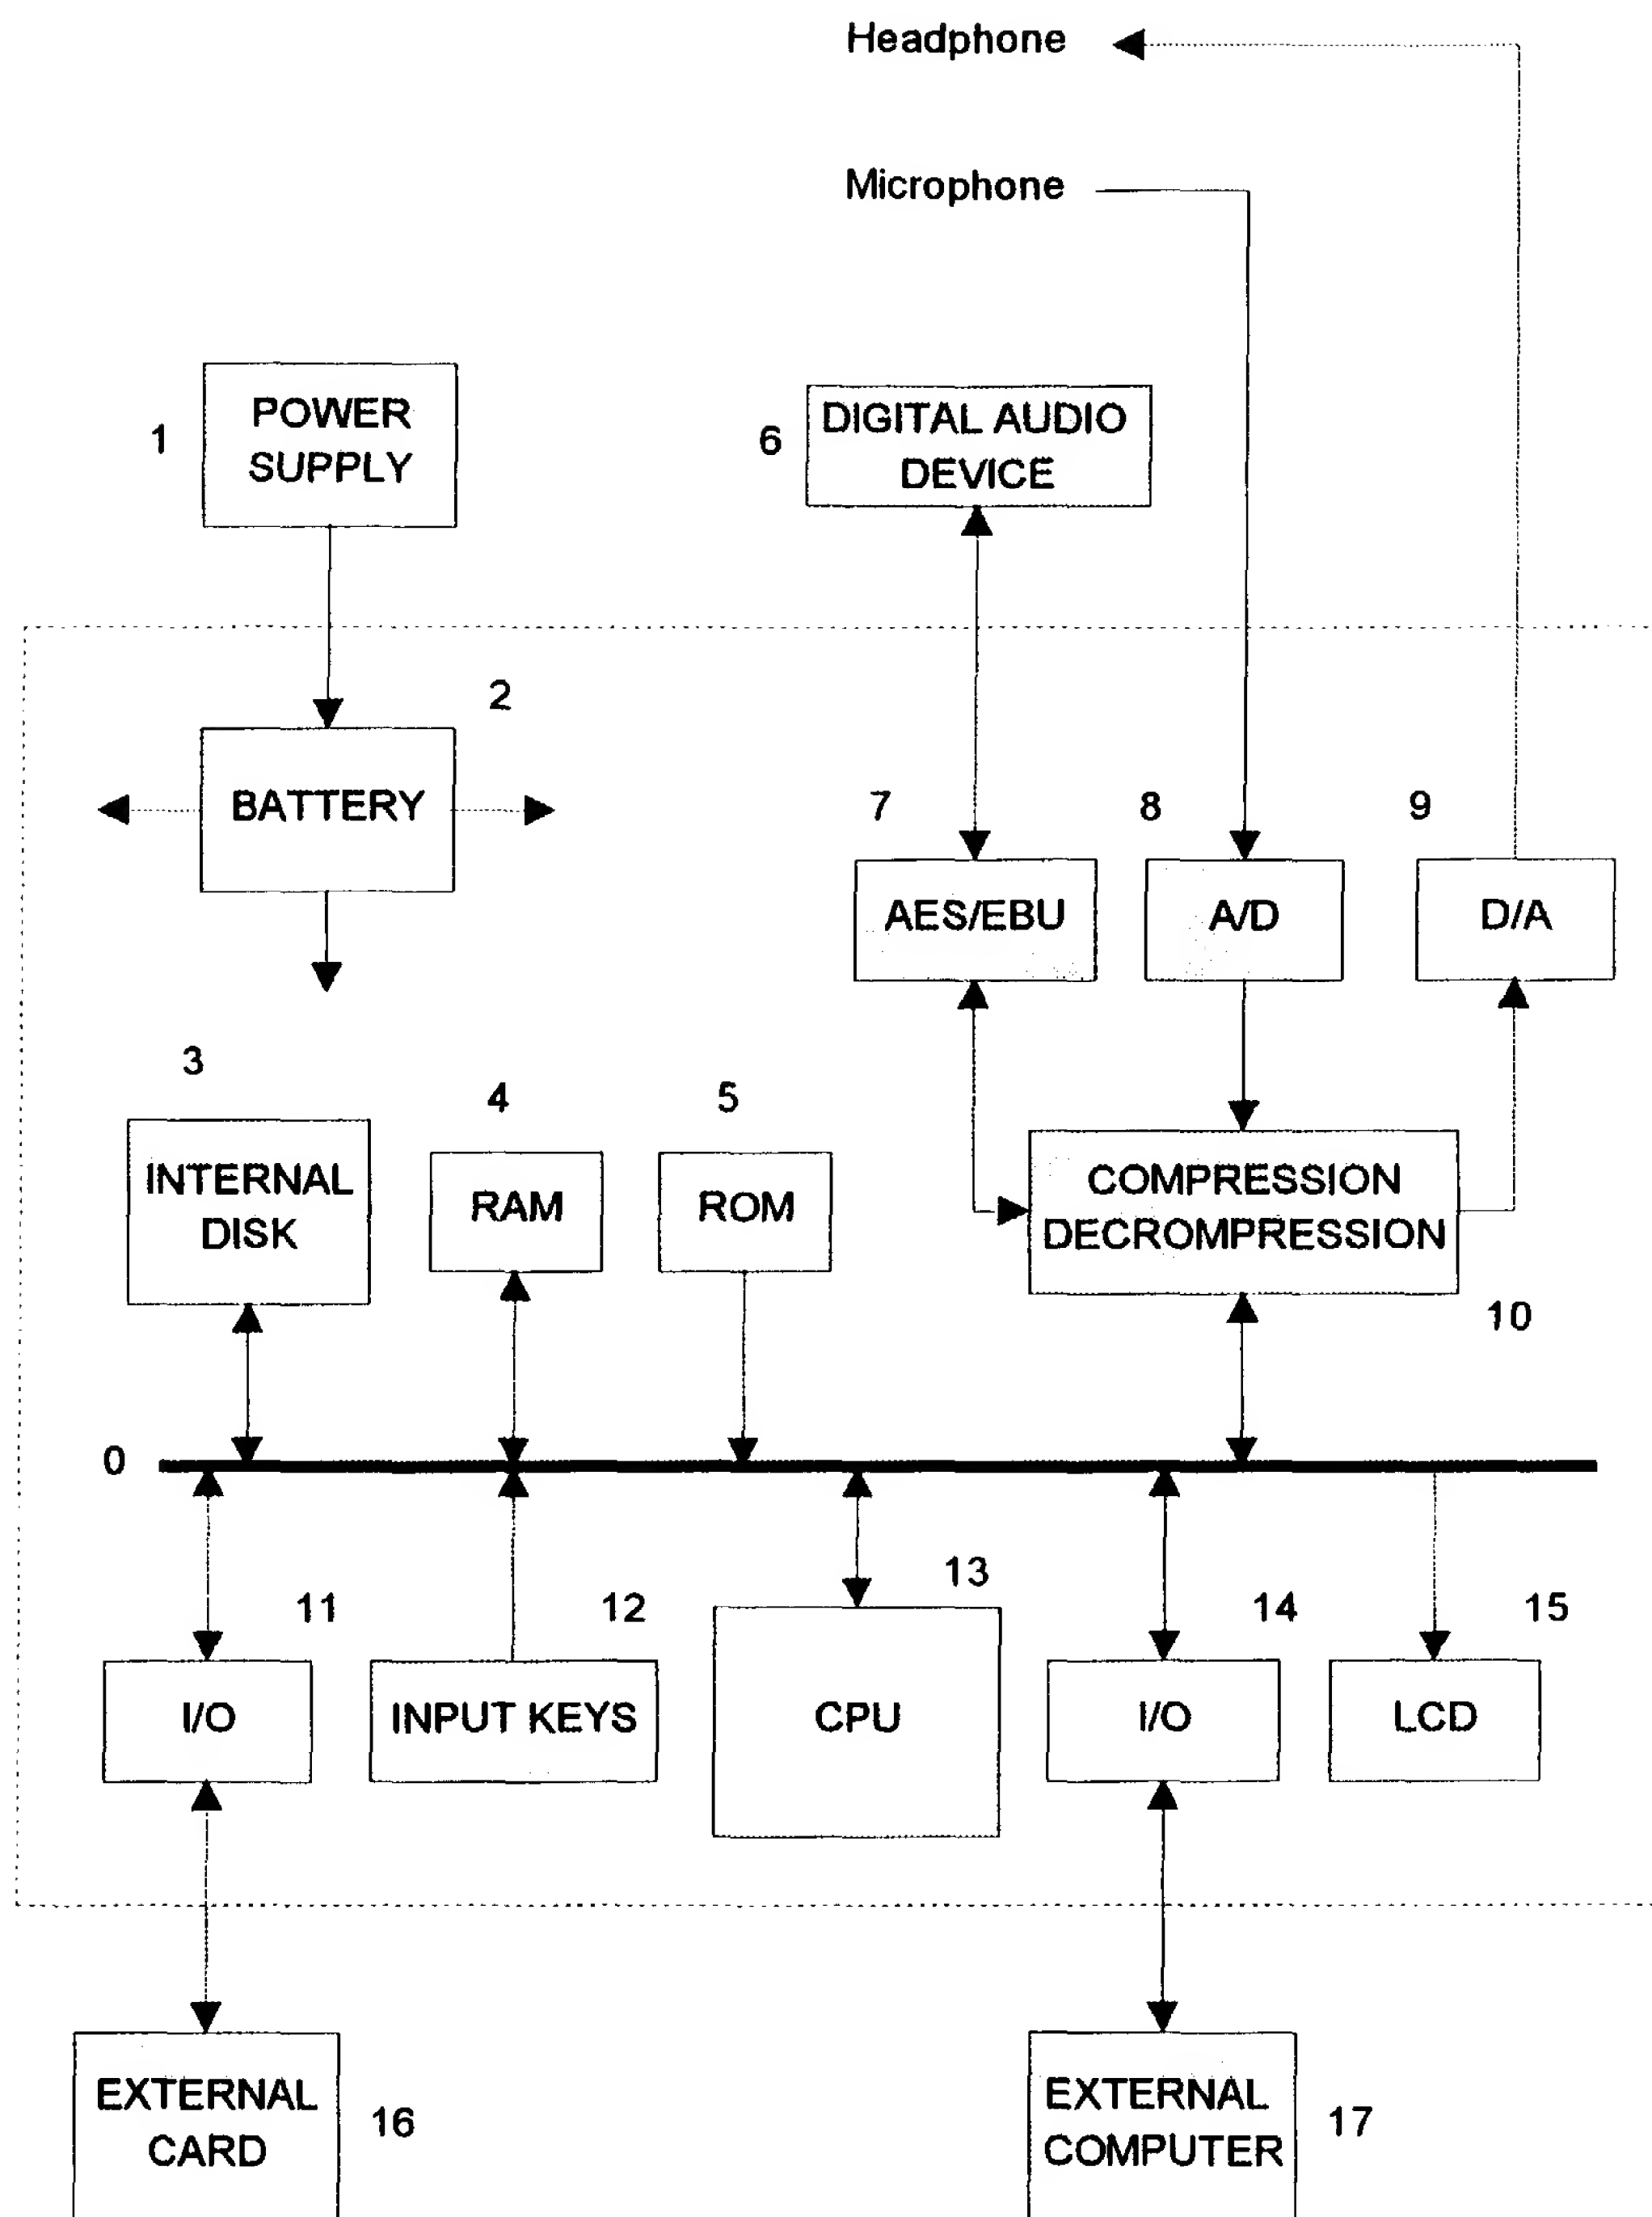 Headphone
Microphone
1
POWER
SUPPLY
6
DIGITAL AUDIO
DEVICE
2
BATTERY
7
8
9
AES/EBU
A/D
D/A
3
4
5
INTERNAL
DISK
RAM
ROM
COMPRESSION
DECROMPRESSION
10
0
11
12
13
14
15
I/O
INPUT KEYS
CPU
I/O
LCD
EXTERNAL
CARD
16
EXTERNAL
COMPUTER
17